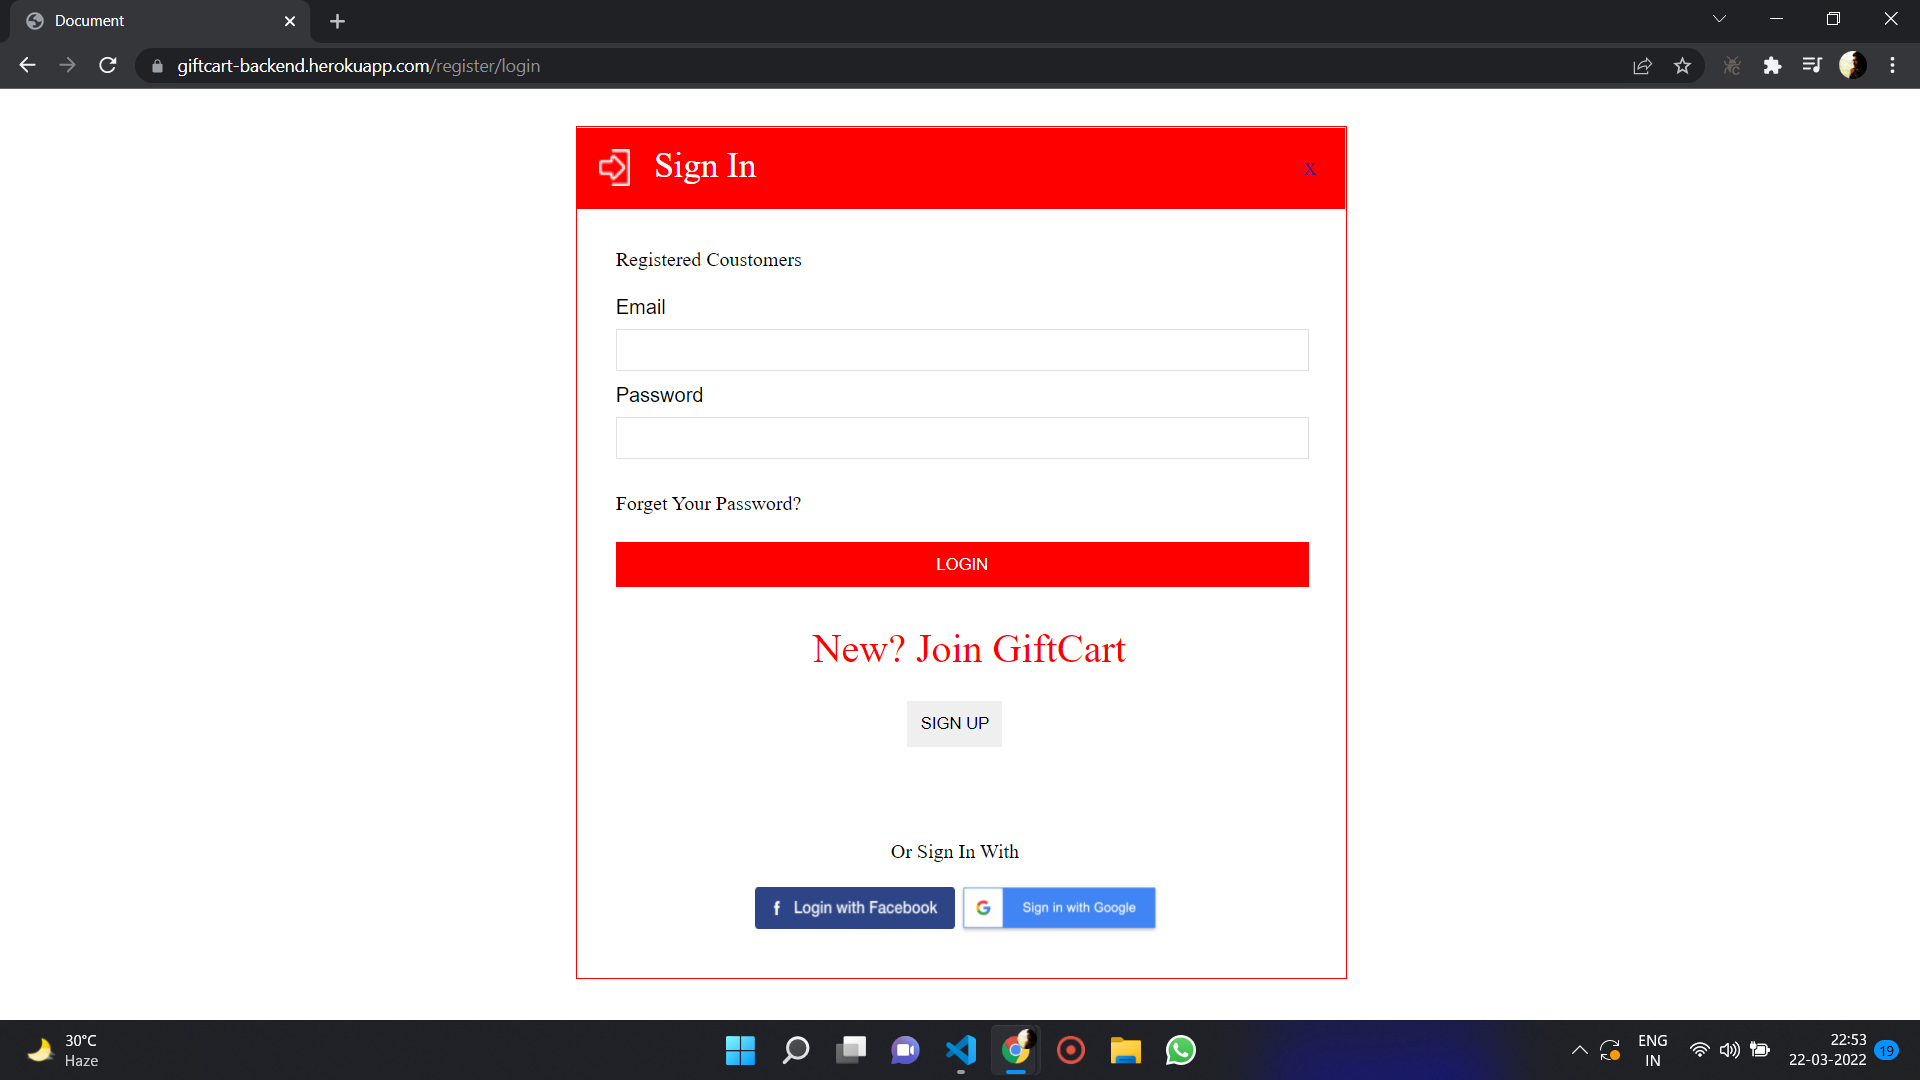 Document
giftcart-backend.herokuapp.com/register/login
Sign In
x
Registered Coustomers
Email
Password
Forget Your Password?
LOGIN
New? Join GiftCart
SIGN UP
Or Sign In With
f Login with Facebook
G Sign in with Google
30°C
Haze
ENG
IN
22:53
22-03-2022
19